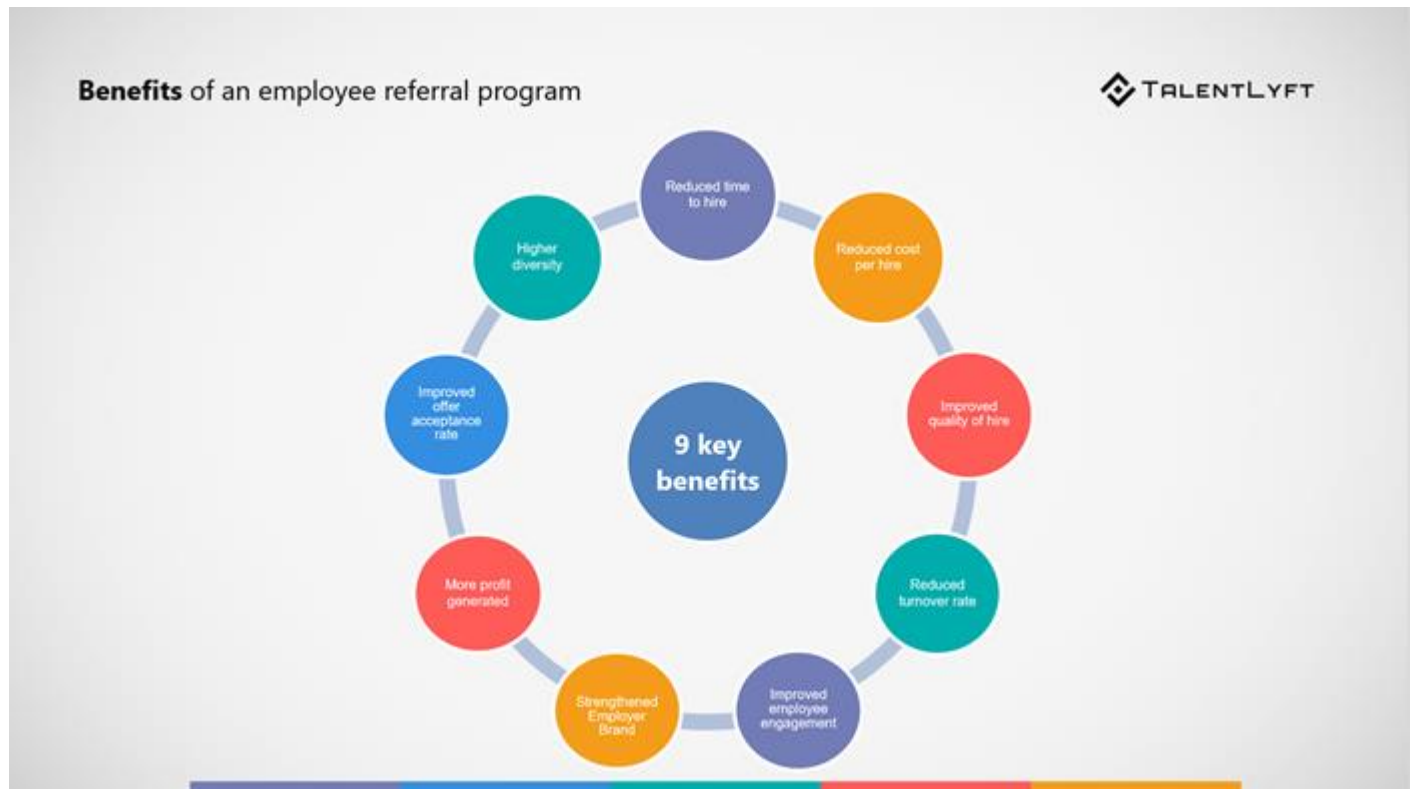 Benefits of an employee referral program
TALENTLYFT
Reduced time
to hire
Reduced cost
per hire
Improved
quality of hire
Reduced
turnover rate
Improved
employee
engagement
Strengthened
Employer
Brand
More profit
generated
Improved
offer
acceptance
rate
Higher
diversity
9 key
benefits